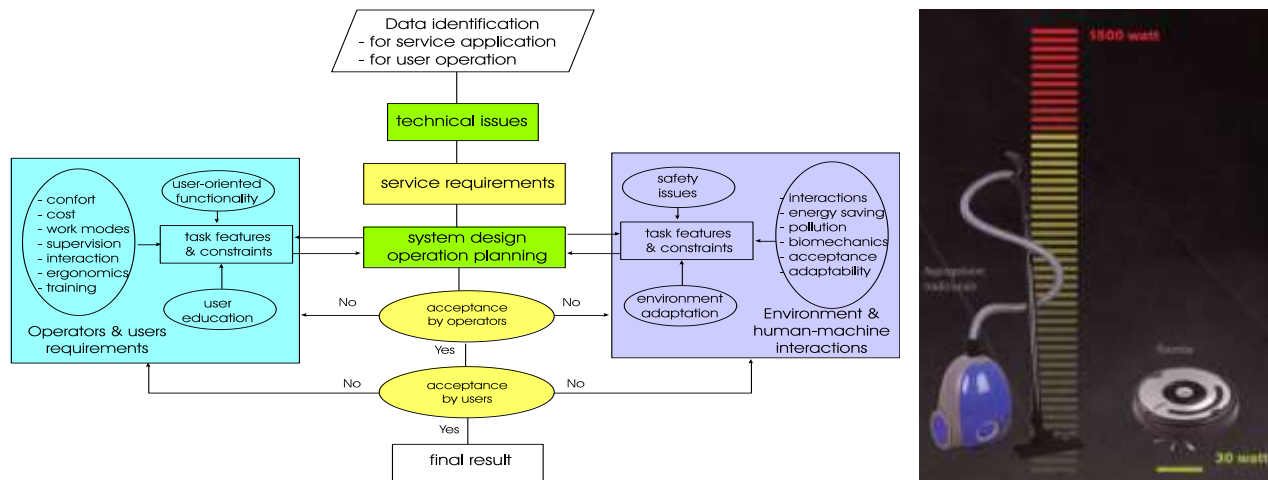 Data identification
- for service application
- for user operation
technical issues
service requirements
system design
operation planning
acceptance
by operators
No
No
Yes
acceptance
by users
No
No
Yes
final result
- confort
- cost
- work modes
- supervision
- interaction
- ergonomics
- training
user-oriented
functionality
task features
& constraints
user
education
Operators & users
requirements
safety
issues
task features
& constraints
environment
adaptation
- interactions
- energy saving
- pollution
- biomechanics
- acceptance
- adaptability
Environment &
human-machine
interactions
1500 watt
30 watt